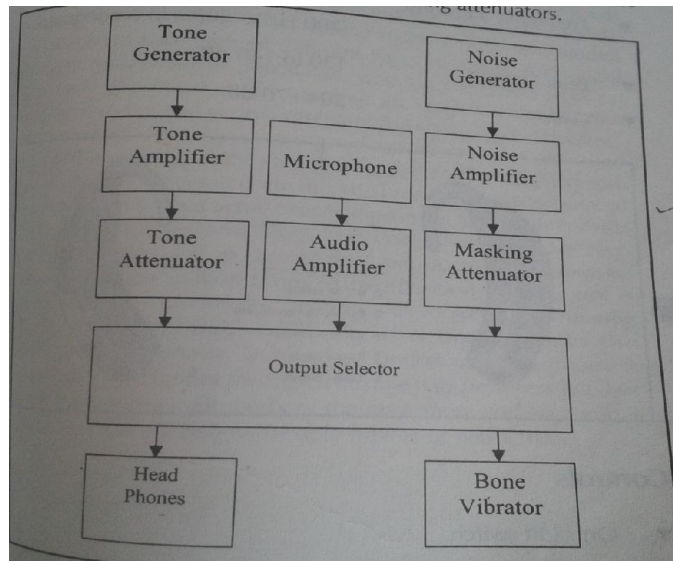 attenuators.
Tone
Generator
Noise
Generator
Tone
Amplifier
Microphone
Noise
Amplifier
Tone
Attenuator
Audio
Amplifier
Masking
Attenuator
Output Selector
Head
Phones
Bone
Vibrator